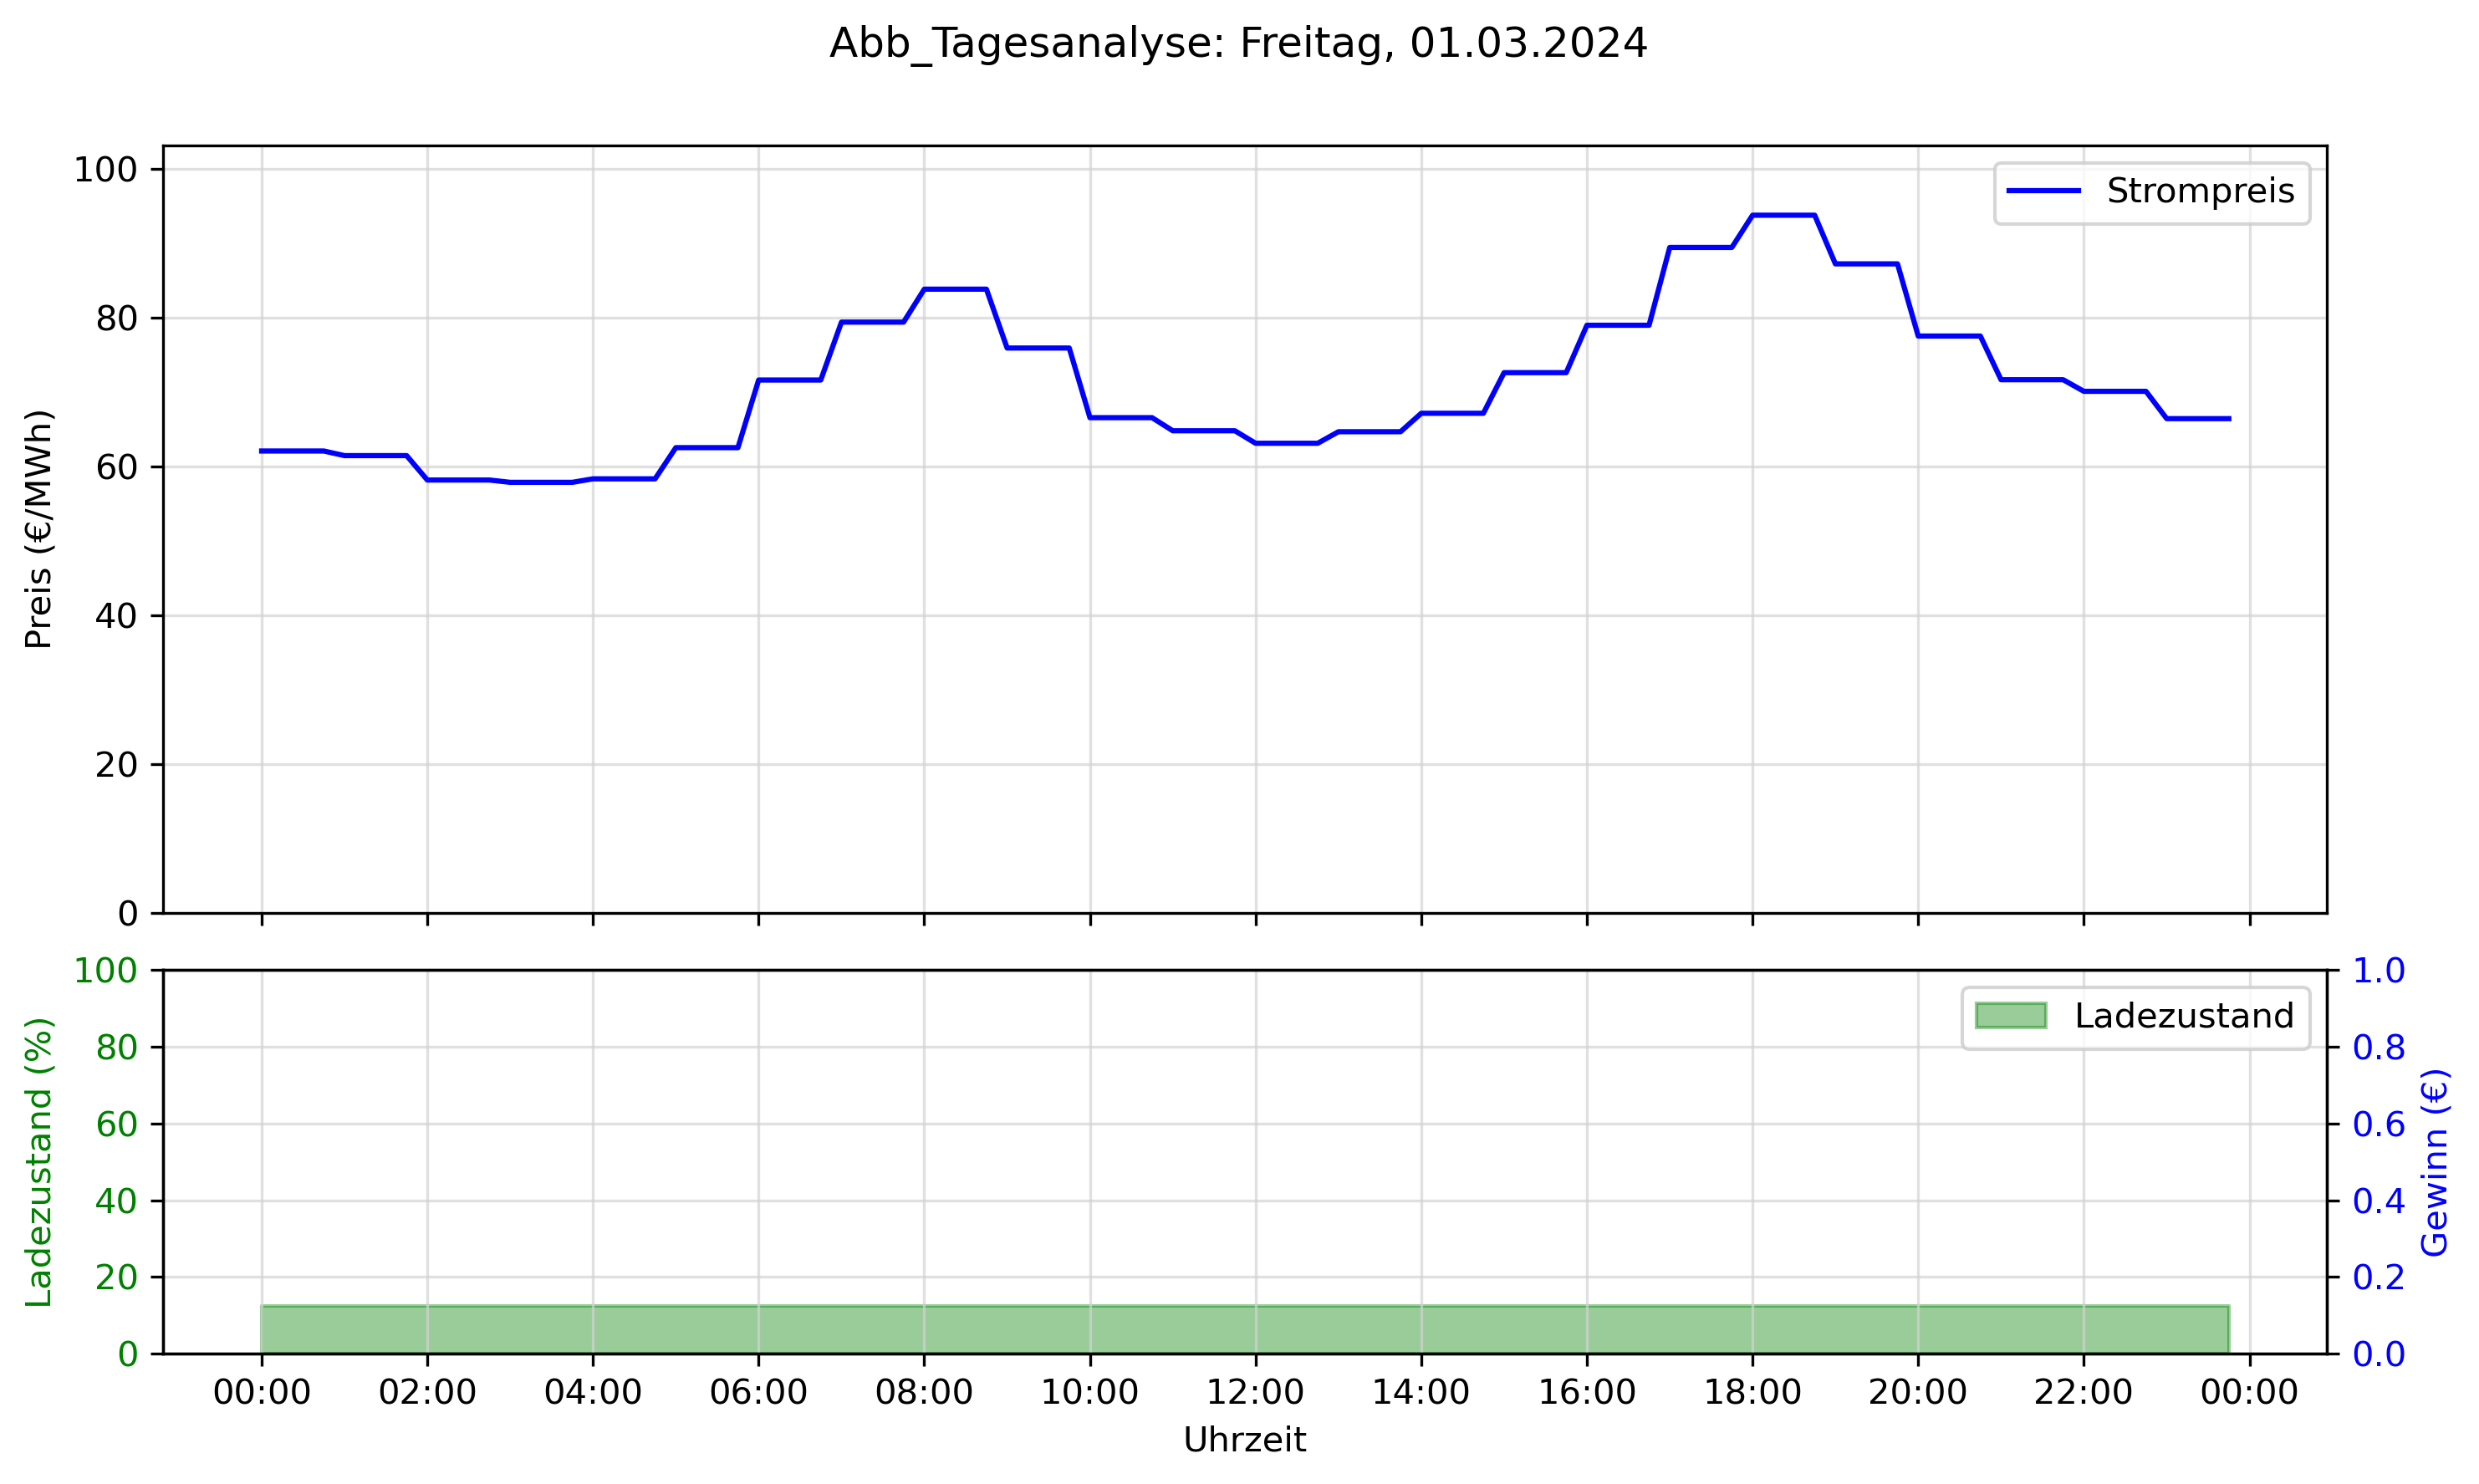 Abb_Tagesanalyse: Freitag, 01.03.2024
Preis (€/MWh)
100
80
60
40
20
0
Strompreis
Ladezustand (%)
100
80
60
40
20
0
Ladezustand
1.0
0.8
0.6
0.4
0.2
0.0
Gewinn (€)
00:00 02:00 04:00 06:00 08:00 10:00 12:00 14:00 16:00 18:00 20:00 22:00 00:00
Uhrzeit